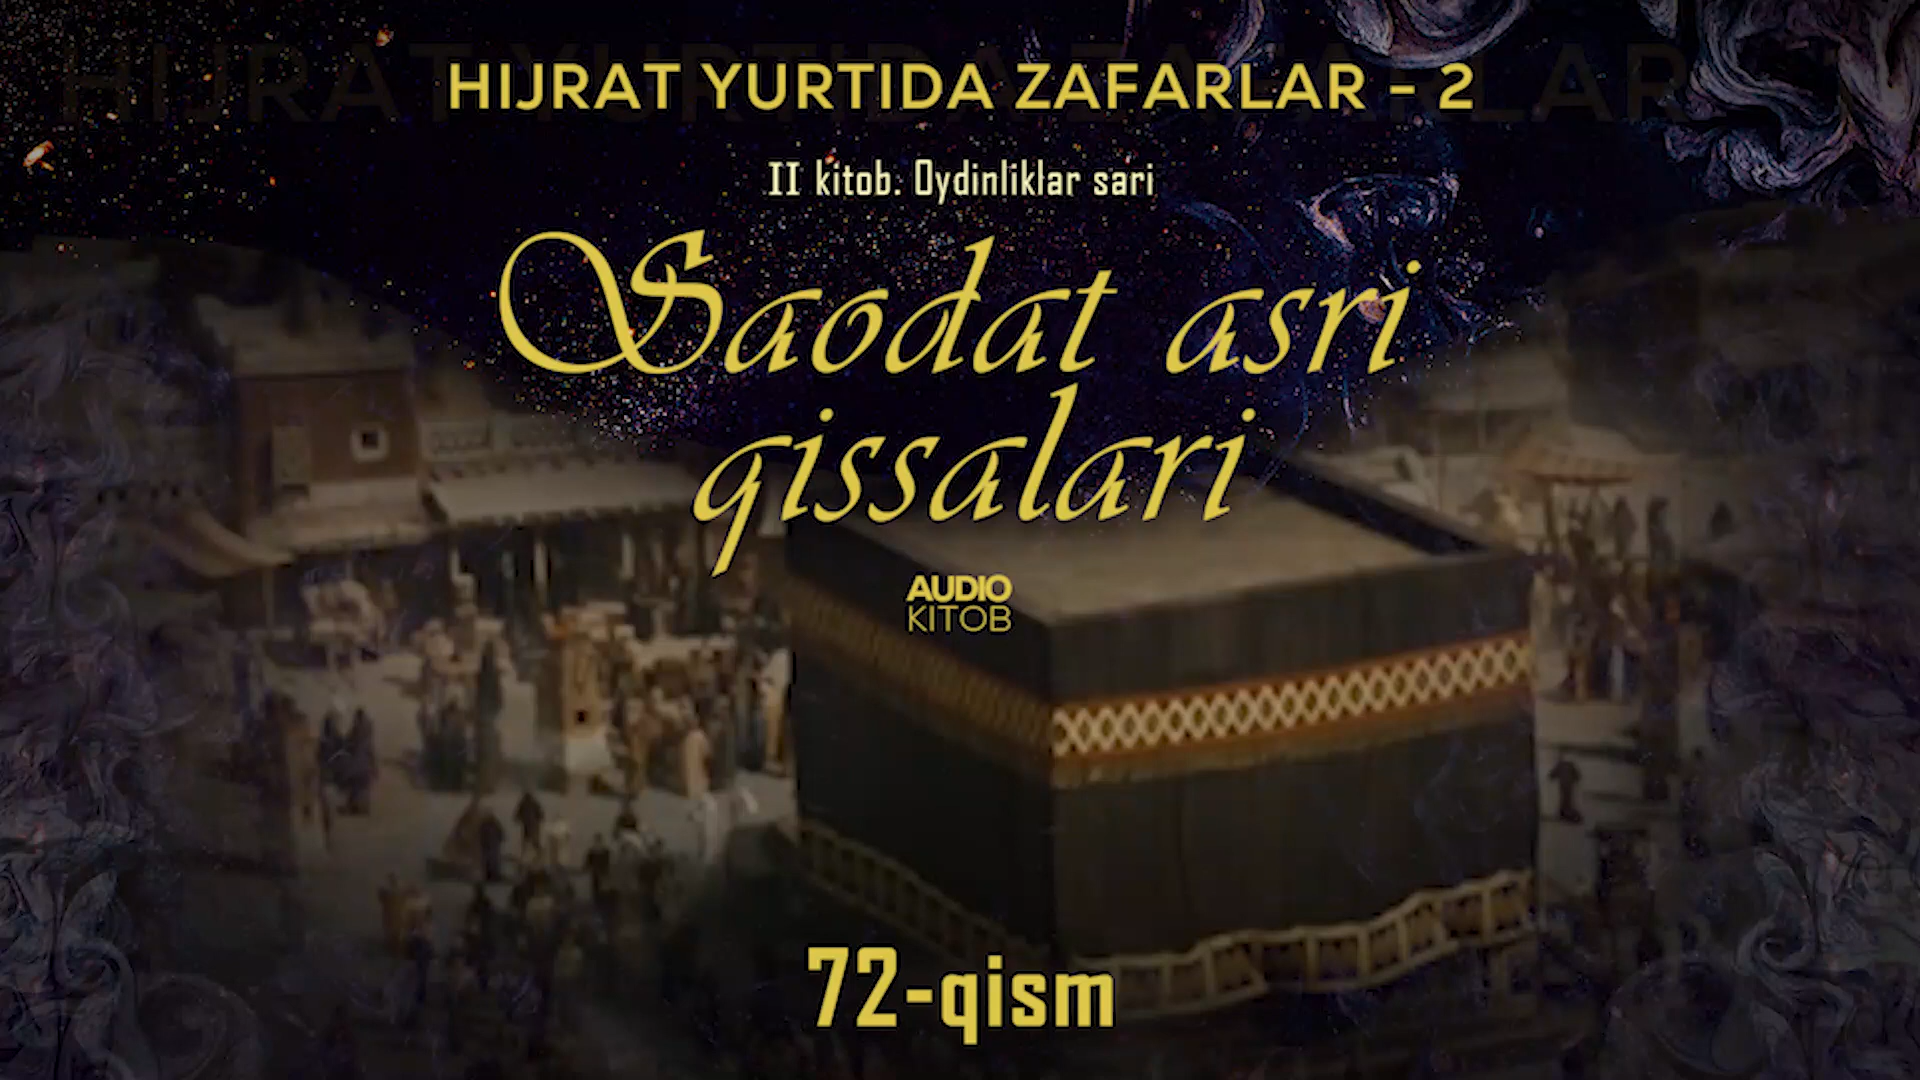 HIJRAT YURTIDA ZAFARLAR - 2
II kitob. Oydinliklar sari
Saodat asri
qissalari
AUDIO
KITOB
72-qism